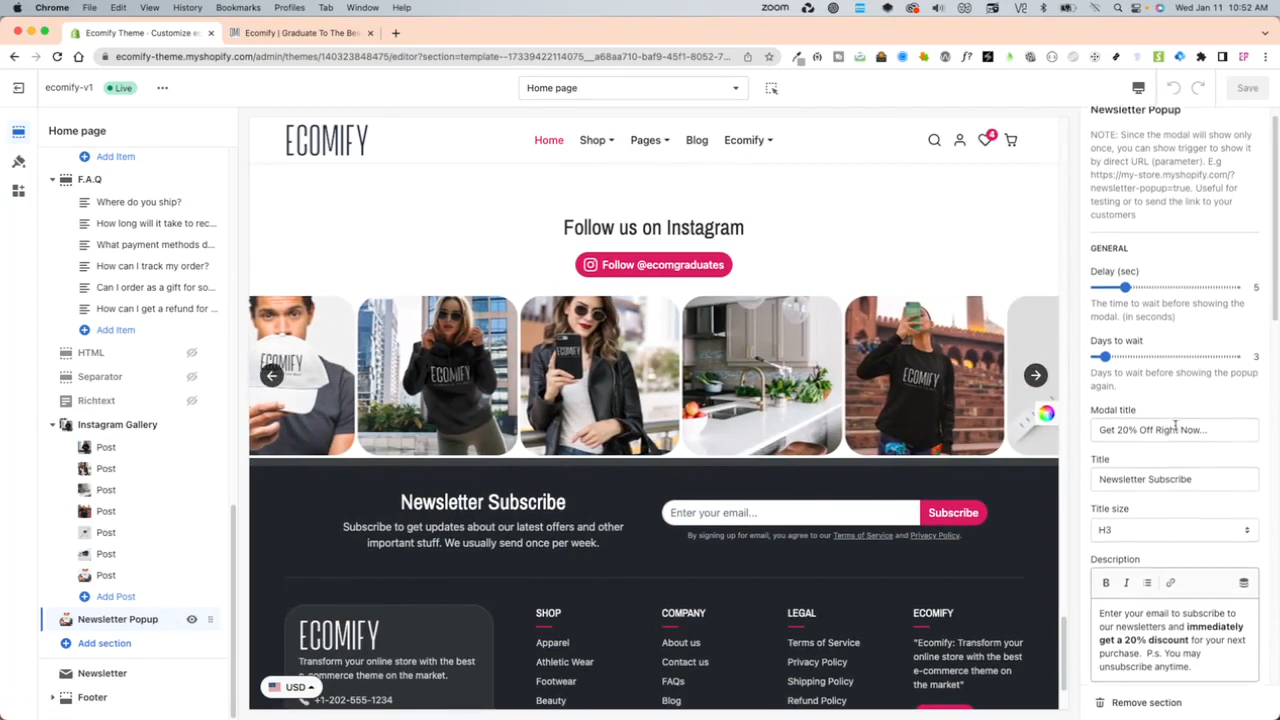 Chrome File Edit View History Bookmarks Profiles Tab Window Help zoom Wed Jan 11 10:52 AM
Ecomify Theme · Customize ec × Ecomify | Graduate To The Bes × +
ecomify-theme.myshopify.com/admin/themes/140323848475/editor?section=template--17339422114075__a68aa710-baf9-45f1-8052-7...
ecomify-v1 Live ••• Home page Save
Home page
Add Item
F.A.Q
Where do you ship?
How long will it take to rec...
What payment methods d...
How can I track my order?
Can I order as a gift for so...
How can I get a refund for ...
Add Item
HTML
Separator
Richtext
Instagram Gallery
Post
Post
Post
Post
Post
Post
Post
Add Post
Newsletter Popup
Add section
Newsletter
Footer
ECOMIFY Home Shop Pages Blog Ecomify 4
Follow us on Instagram
Follow @ecomgraduates
ECOMIFY ECOMIFY ECOMIFY ECOMIFY
Newsletter Subscribe
Subscribe to get updates about our latest offers and other
important stuff. We usually send once per week.
Enter your email... Subscribe
By signing up for email, you agree to our Terms of Service and Privacy Policy.
ECOMIFY
Transform your online store with the best
e-commerce theme on the market.
+1-202-555-1234
USD
SHOP
Apparel
Athletic Wear
Footwear
Beauty
COMPANY
About us
Contact us
FAQs
Blog
LEGAL
Terms of Service
Privacy Policy
Shipping Policy
Refund Policy
ECOMIFY
"Ecomify: Transform your
online store with the best
e-commerce theme on
the market"
Newsletter Popup
NOTE: Since the modal will show only
once, you can show trigger to show it
by direct URL (parameter). E.g
https://my-store.myshopify.com/?
newsletter-popup=true. Useful for
testing or to send the link to your
customers
GENERAL
Delay (sec)
5
The time to wait before showing the
modal. (in seconds)
Days to wait
3
Days to wait before showing the popup
again.
Modal title
Get 20% Off Right Now...
Title
Newsletter Subscribe
Title size
H3
Description
B I
Enter your email to subscribe to
our newsletters and immediately
get a 20% discount for your next
purchase. P.s. You may
unsubscribe anytime.
Remove section